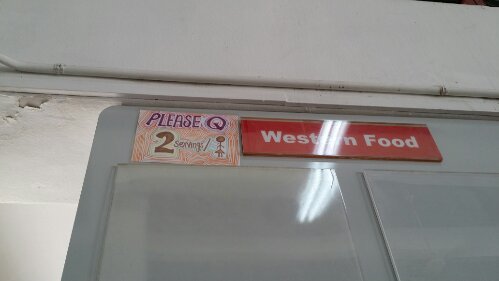 PLEASE Q
2 servings/
Western Food